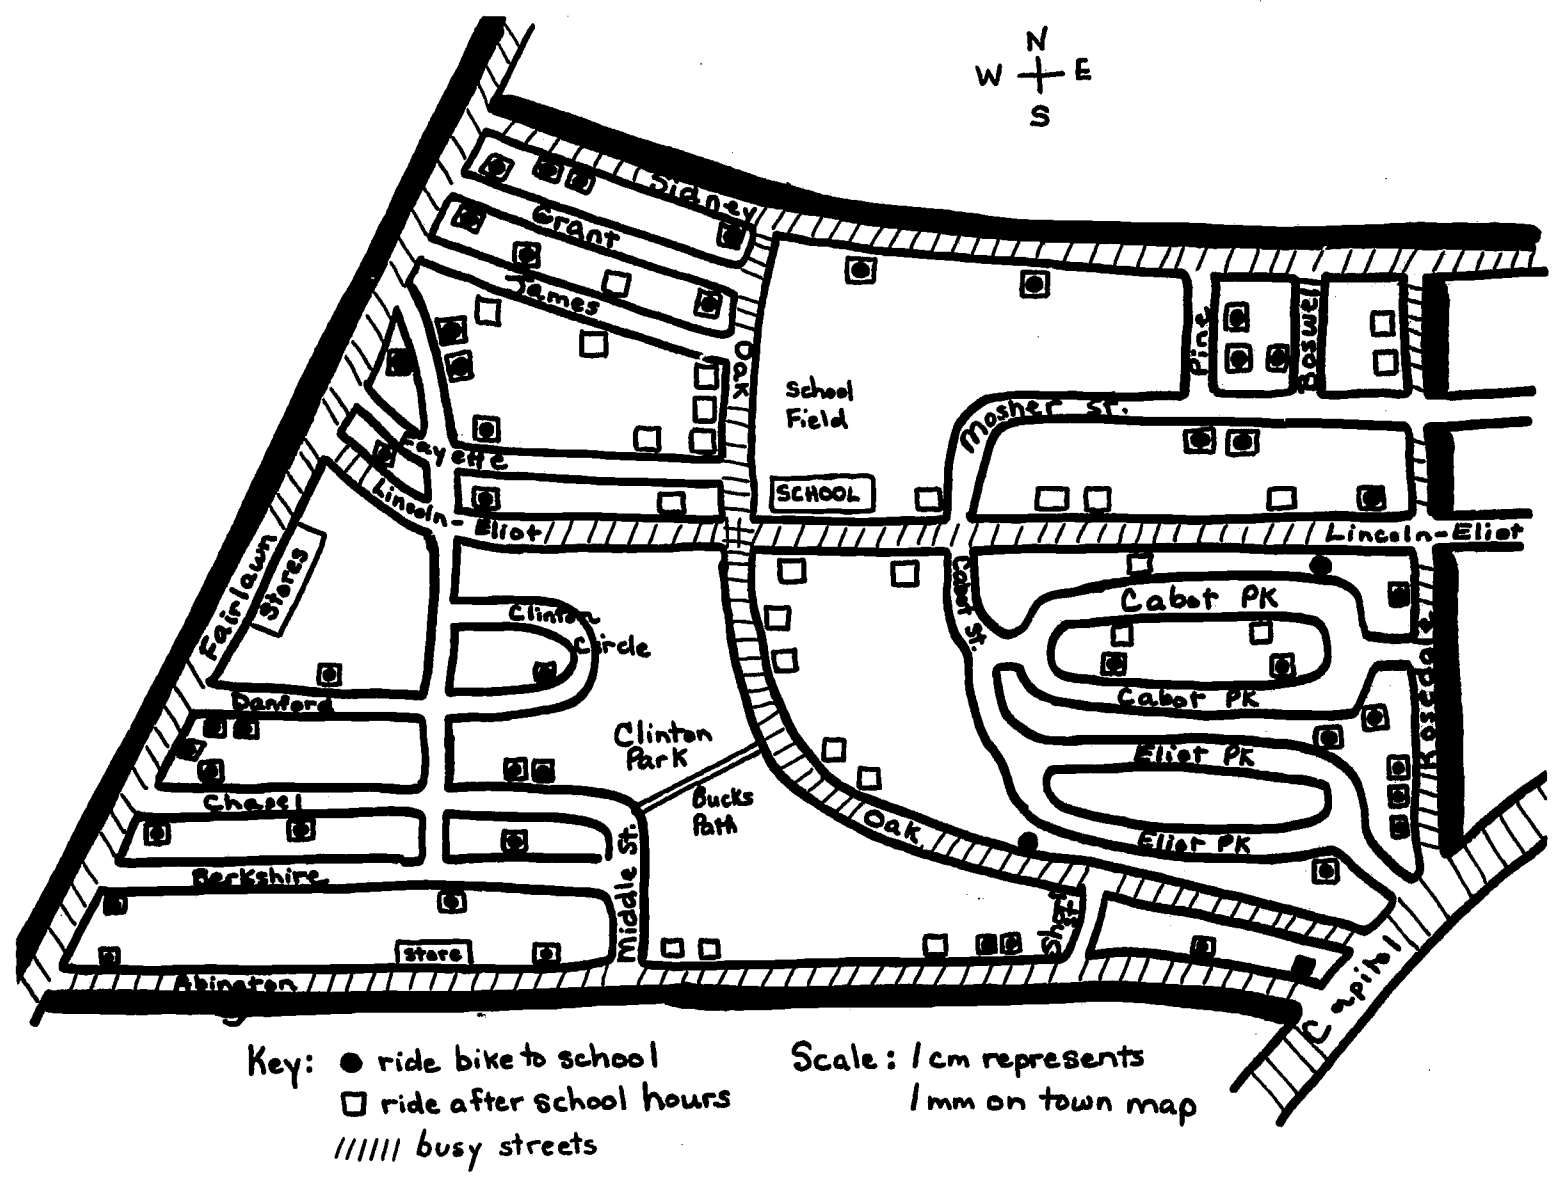 N
W E
S
Sidney
Grant
James
Oak
School
Field
Pine
Boswell
Mosher St.
Fayette
SCHOOL
Lincoln-Eliot
Lincoln-Eliot
Fairlawn
Stores
Clinton
Circle
Cabot St.
Cabot PK
Cabot PK
Rosedale
Danford
Clinton
Park
Eliot PK
Chapel
Bucks
Path
Oak
Eliot PK
Middle St.
Berkshire
Short
St.
store
Abington
Capitol
Key: ● ride bike to school
□ ride after school hours
////// busy streets
Scale: 1 cm represents
1 mm on town map